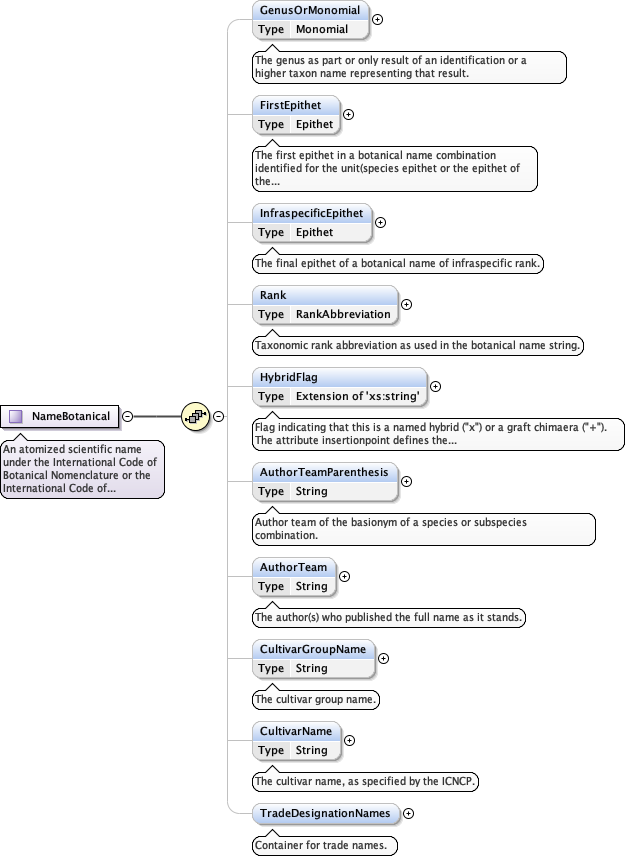 GenusOrMonomial
Type Monomial
The genus as part or only result of an identification or a
higher taxon name representing that result.
FirstEpithet
Type Epithet
The first epithet in a botanical name combination
identified for the unit(species epithet or the epithet of
the...
InfraspecificEpithet
Type Epithet
The final epithet of a botanical name of infraspecific rank.
Rank
Type RankAbbreviation
Taxonomic rank abbreviation as used in the botanical name string.
HybridFlag
Type Extension of 'xs:string'
Flag indicating that this is a named hybrid ("x") or a graft chimaera ("+").
The attribute insertionpoint defines the...
NameBotanical
An atomized scientific name
under the International Code of
Botanical Nomenclature or the
International Code of...
AuthorTeamParenthesis
Type String
Author team of the basionym of a species or subspecies
combination.
AuthorTeam
Type String
The author(s) who published the full name as it stands.
CultivarGroupName
Type String
The cultivar group name.
CultivarName
Type String
The cultivar name, as specified by the ICNCP.
TradeDesignationNames
Container for trade names.